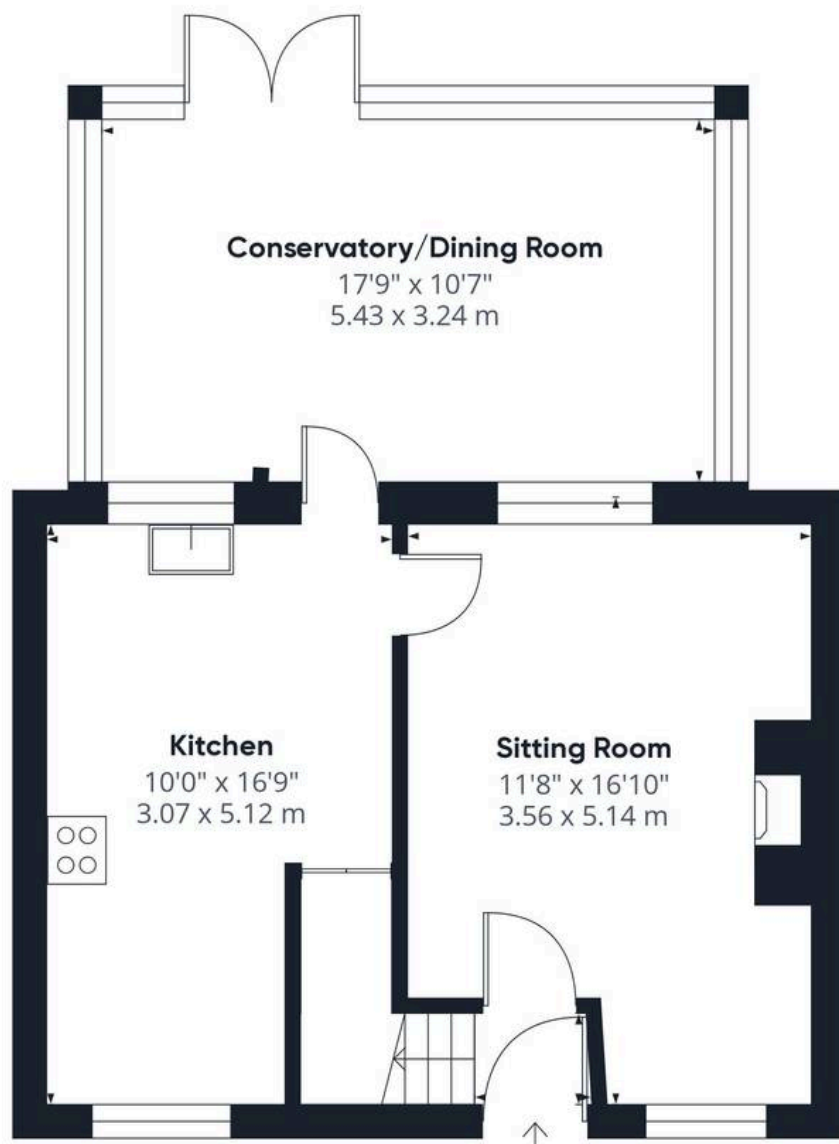 Conservatory/Dining Room
17'9" x 10'7"
5.43 x 3.24 m
Kitchen
10'0" x 16'9"
3.07 x 5.12 m
Sitting Room
11'8" x 16'10"
3.56 x 5.14 m